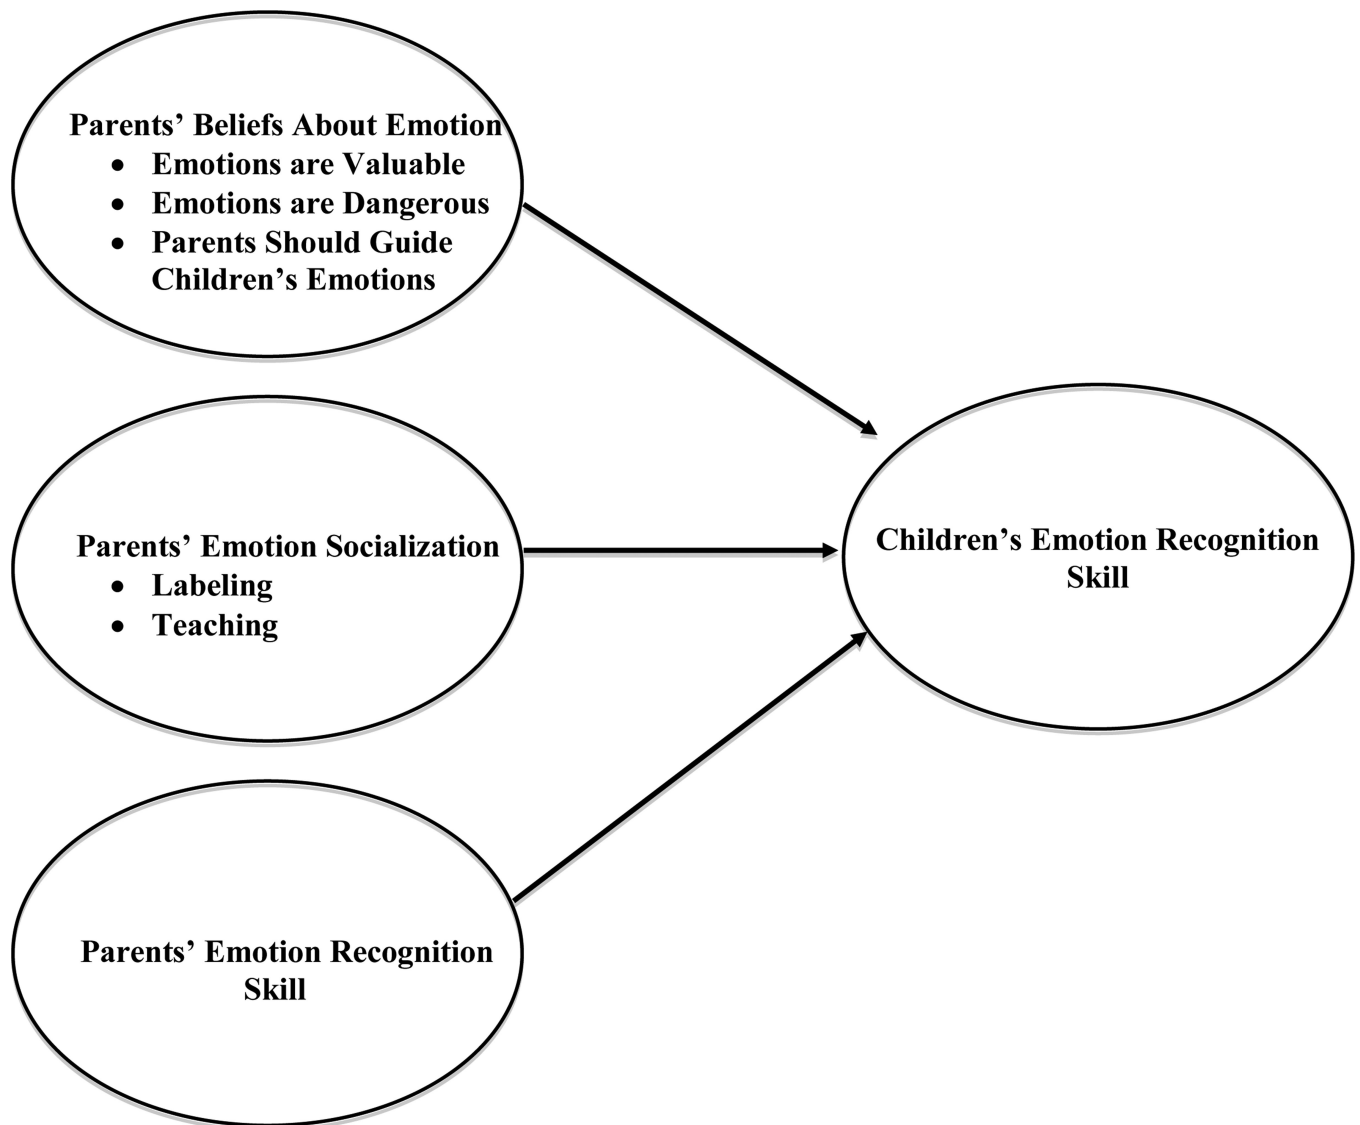 Parents’ Beliefs About Emotion
• Emotions are Valuable
• Emotions are Dangerous
• Parents Should Guide
Children’s Emotions
Parents’ Emotion Socialization
• Labeling
• Teaching
Children’s Emotion Recognition
Skill
Parents’ Emotion Recognition
Skill